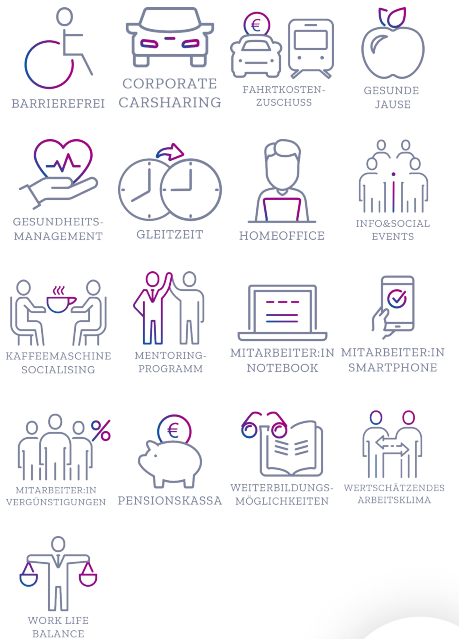 BARRIEREFREI
CORPORATE
CARSHARING
€
FAHRTKOSTEN-
ZUSCHUSS
GESUNDE
JAUSE
GESUNDHEITS-
MANAGEMENT
GLEITZEIT
HOMEOFFICE
INFO&SOCIAL
EVENTS
KAFFEEMASCHINE
SOCIALISING
MENTORING-
PROGRAMM
MITARBEITER:IN
NOTEBOOK
MITARBEITER:IN
SMARTPHONE
%
MITARBEITER:IN
VERGÜNSTIGUNGEN
€
PENSIONSKASSA
WEITERBILDUNGS-
MÖGLICHKEITEN
WERTSCHÄTZENDES
ARBEITSKLIMA
WORK LIFE
BALANCE